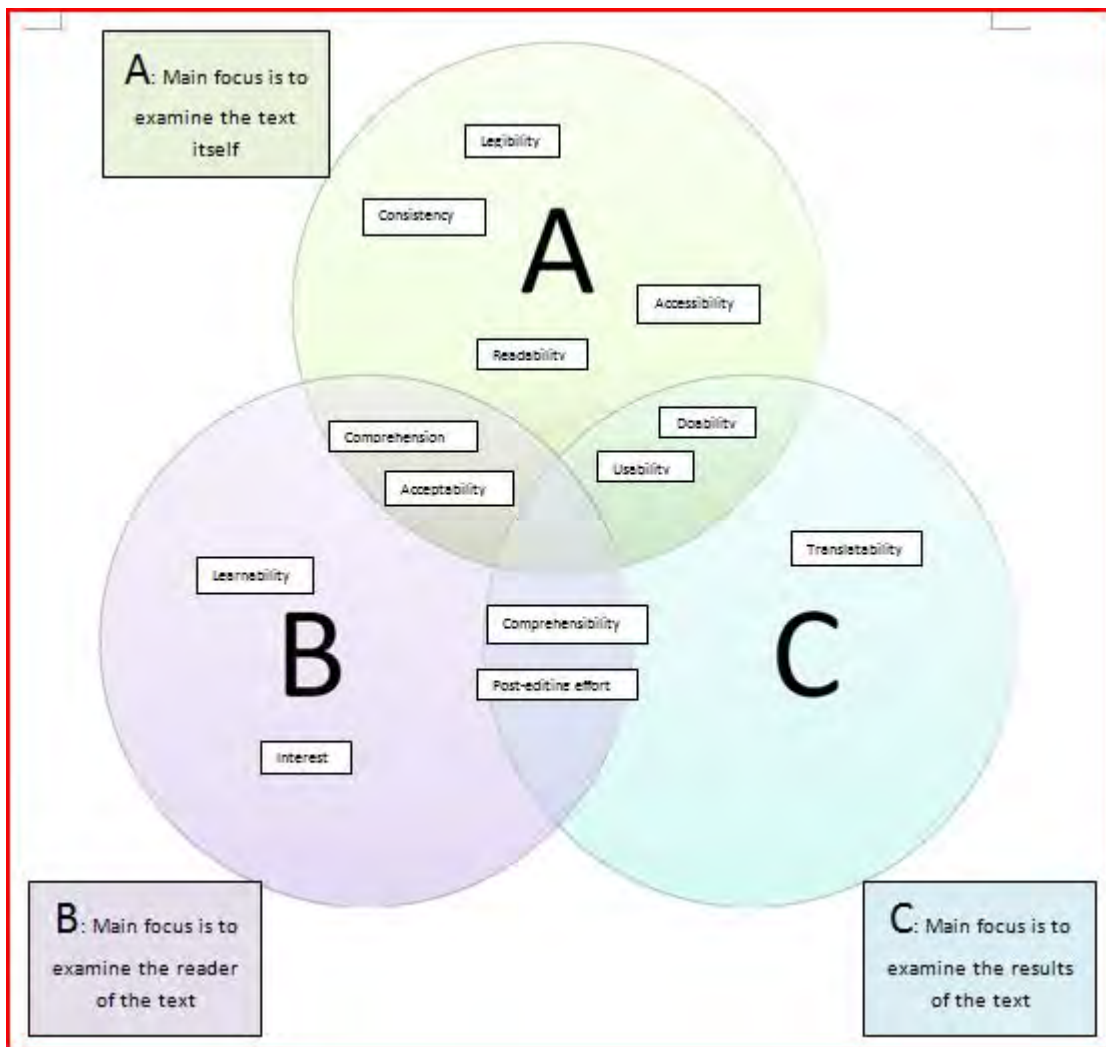 A: Main focus is to
examine the text
itself
Legibility
Consistency
A
Accessibility
Readability
Comprehension
Doability
Usability
Acceptability
Translatability
Learnability
B
Comprehensibility
C
Post-editing effort
Interest
B: Main focus is to
examine the reader
of the text
C: Main focus is to
examine the results
of the text